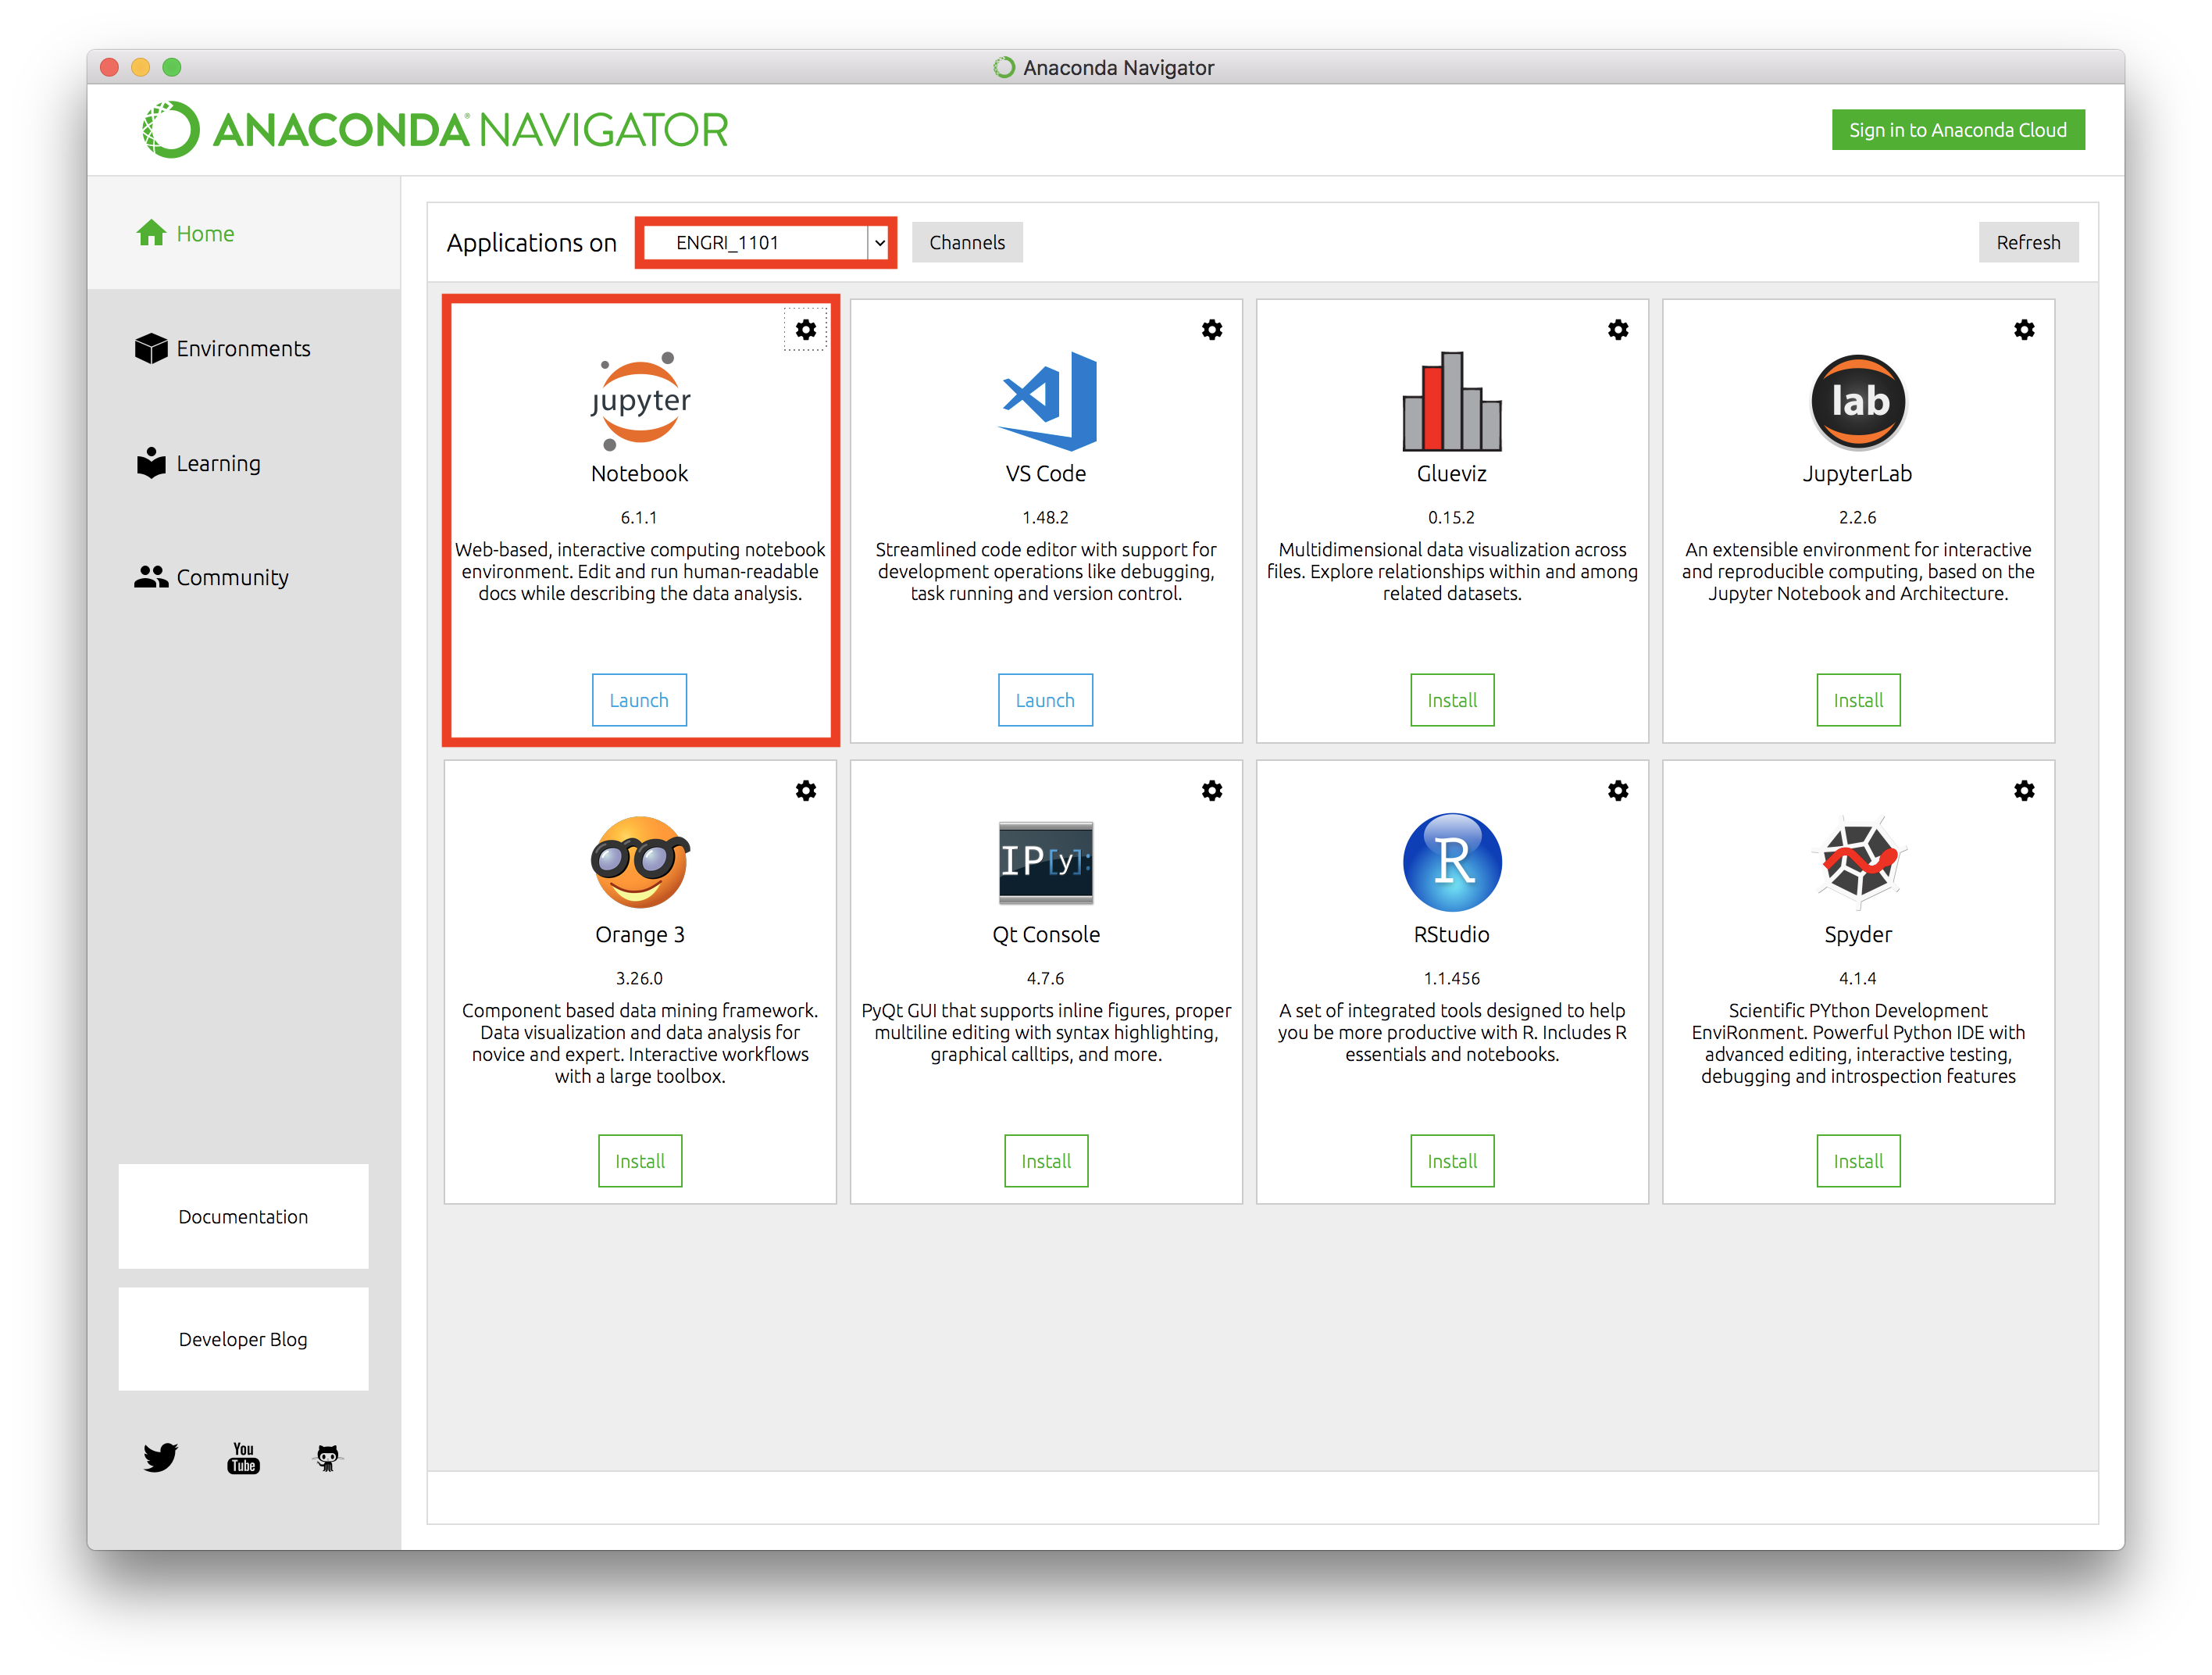 Anaconda Navigator
ANACONDA® NAVIGATOR
Sign in to Anaconda Cloud
Home
Environments
Learning
Community
Documentation
Developer Blog
You
Tube
Applications on
ENGRI_1101
Channels
Refresh
jupyter
Notebook
6.1.1
Web-based, interactive computing notebook
environment. Edit and run human-readable
docs while describing the data analysis.
Launch
VS Code
1.48.2
Streamlined code editor with support for
development operations like debugging,
task running and version control.
Launch
Glueviz
0.15.2
Multidimensional data visualization across
files. Explore relationships within and among
related datasets.
Install
lab
JupyterLab
2.2.6
An extensible environment for interactive
and reproducible computing, based on the
Jupyter Notebook and Architecture.
Install
Orange 3
3.26.0
Component based data mining framework.
Data visualization and data analysis for
novice and expert. Interactive workflows
with a large toolbox.
Install
IP[y]:
Qt Console
4.7.6
PyQt GUI that supports inline figures, proper
multiline editing with syntax highlighting,
graphical calltips, and more.
Install
R
RStudio
1.1.456
A set of integrated tools designed to help
you be more productive with R. Includes R
essentials and notebooks.
Install
Spyder
4.1.4
Scientific PYthon Development
EnviRonment. Powerful Python IDE with
advanced editing, interactive testing,
debugging and introspection features
Install